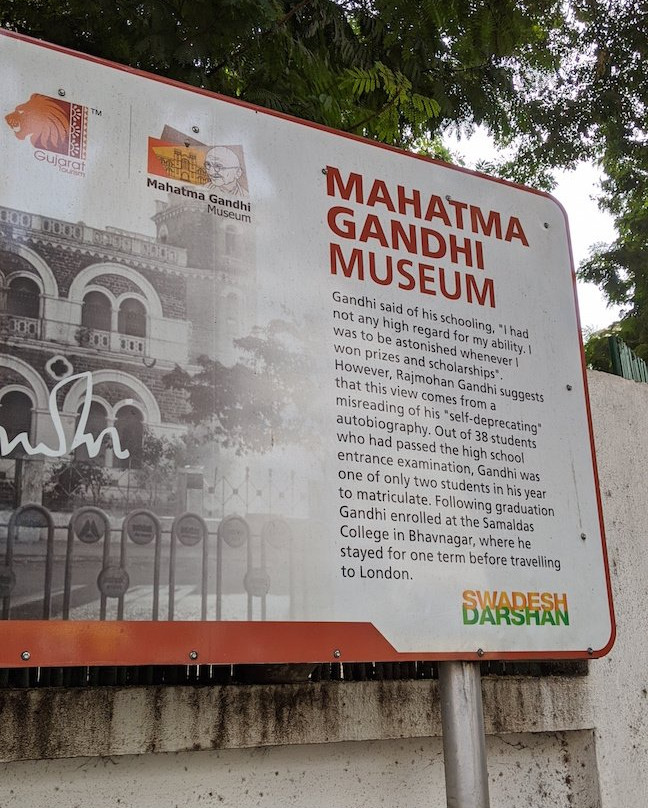 Gujarat
Tourism
TM
Mahatma Gandhi
Museum
MAHATMA
GANDHI
MUSEUM
Gandhi said of his schooling, "I had
not any high regard for my ability. I
was to be astonished whenever I
won prizes and scholarships".
However, Rajmohan Gandhi suggests
that this view comes from a
misreading of his "self-deprecating"
autobiography. Out of 38 students
who had passed the high school
entrance examination, Gandhi was
one of only two students in his year
to matriculate. Following graduation
Gandhi enrolled at the Samaldas
College in Bhavnagar, where he
stayed for one term before travelling
to London.
SWADESH
DARSHAN